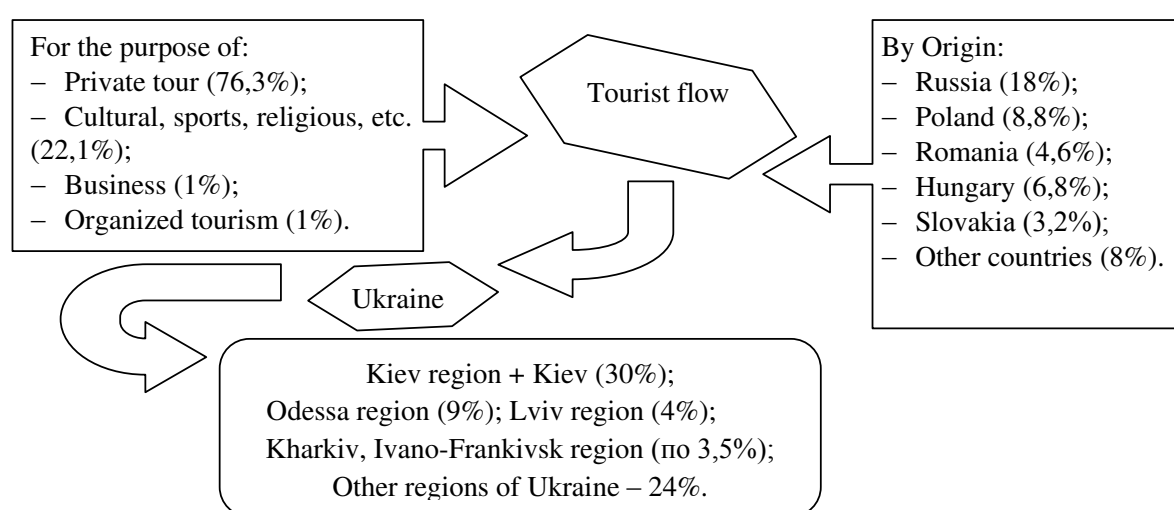 For the purpose of:
– Private tour (76,3%);
– Cultural, sports, religious, etc.
(22,1%);
– Business (1%);
– Organized tourism (1%).
Tourist flow
By Origin:
– Russia (18%);
– Poland (8,8%);
– Romania (4,6%);
– Hungary (6,8%);
– Slovakia (3,2%);
– Other countries (8%).
Ukraine
Kiev region + Kiev (30%);
Odessa region (9%); Lviv region (4%);
Kharkiv, Ivano-Frankivsk region (по 3,5%);
Other regions of Ukraine – 24%.